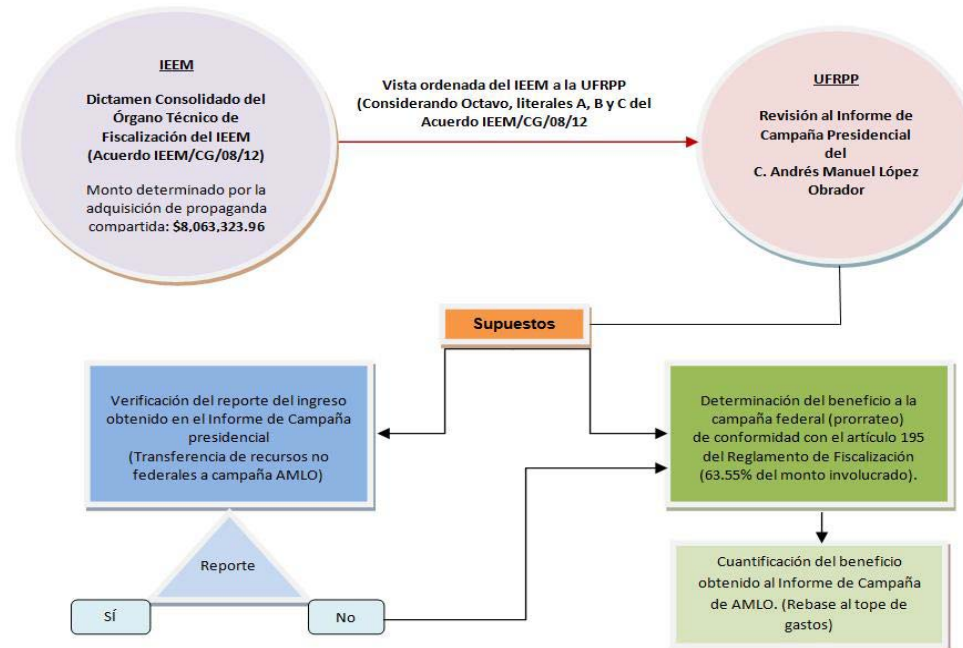 IEEM
Dictamen Consolidado del
Órgano Técnico de
Fiscalización del IEEM
(Acuerdo IEEM/CG/08/12)
Monto determinado por la
adquisición de propaganda
compartida: $8,063,323.96
Vista ordenada del IEEM a la UFRPP
(Considerando Octavo, literales A, B y C del
Acuerdo IEEM/CG/08/12
UFRPP
Revisión al Informe de
Campaña Presidencial
del
C. Andrés Manuel López
Obrador
Supuestos
Verificación del reporte del ingreso
obtenido en el Informe de Campaña
presidencial
(Transferencia de recursos no
federales a campaña AMLO)
Determinación del beneficio a la
campaña federal (prorrateo)
de conformidad con el artículo 195
del Reglamento de Fiscalización
(63.55% del monto involucrado).
Reporte
SÍ
No
Cuantificación del beneficio
obtenido al Informe de Campaña
de AMLO. (Rebase al tope de
gastos)